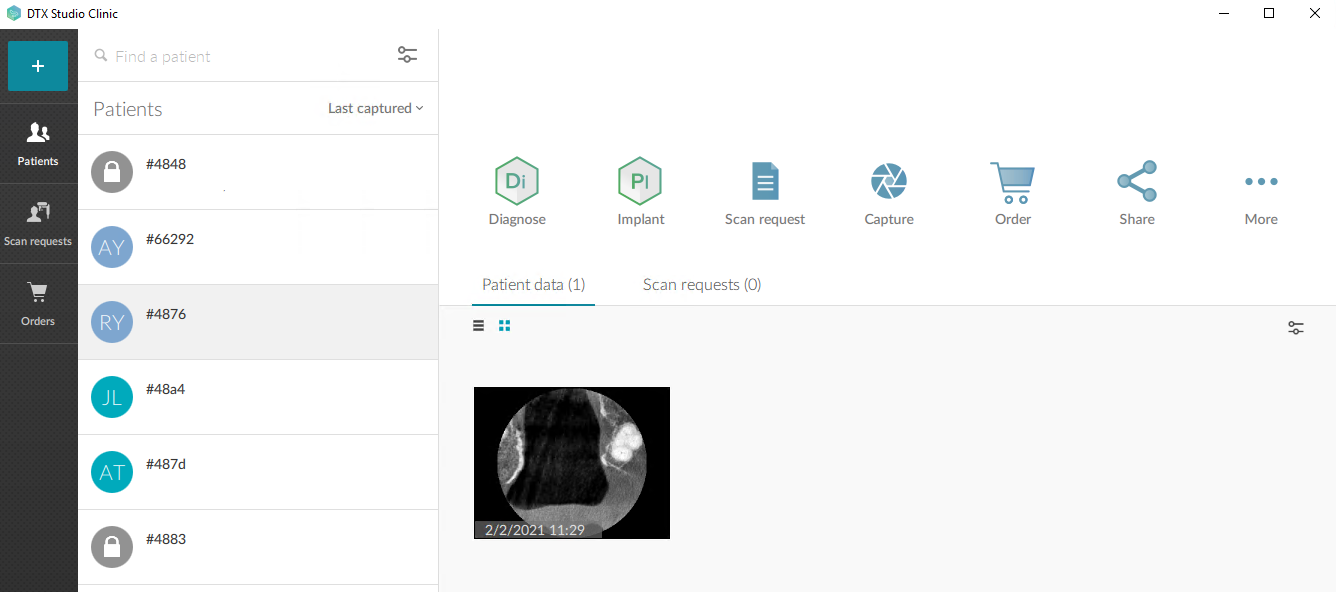 DTX Studio Clinic
+
Patients
Scan requests
Orders
Find a patient
Patients
Last captured
#4848
AY
#66292
RY
#4876
JL
#48a4
AT
#487d
#4883
Di
Diagnose
PI
Implant
Scan request
Capture
Order
Share
More
Patient data (1)
Scan requests (0)
2/2/2021 11:29